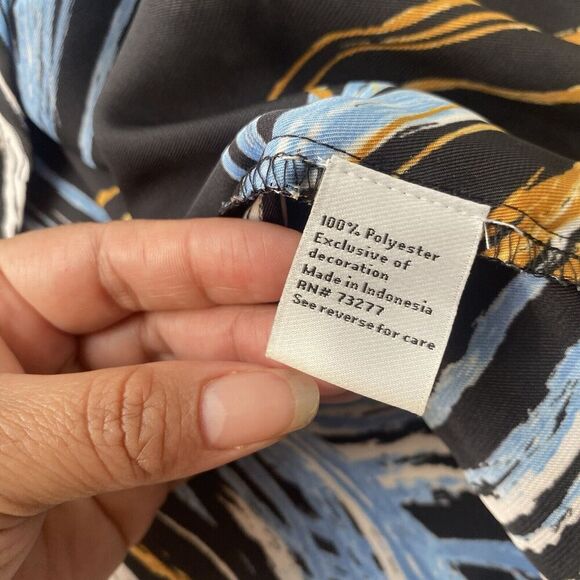 100% Polyester
Exclusive of
decoration
Made in Indonesia
RN# 73277
See reverse for care